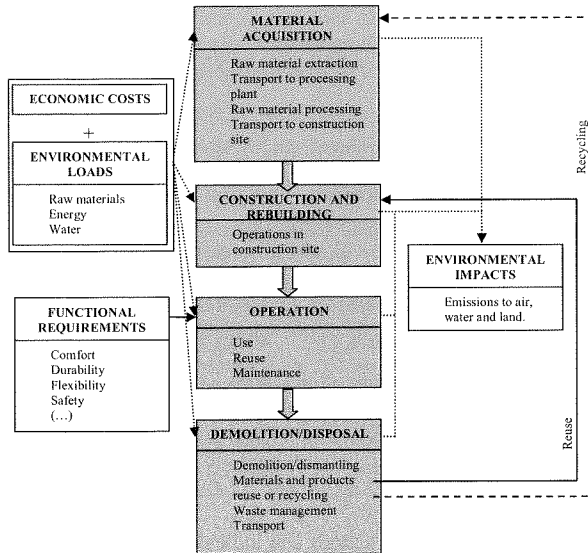 MATERIAL
ACQUISITION
Raw material extraction
Transport to processing
plant
Raw material processing
Transport to construction
site
ECONOMIC COSTS
+
ENVIRONMENTAL
LOADS
Raw materials
Energy
Water
CONSTRUCTION AND
REBUILDING
Operations in
construction site
ENVIRONMENTAL
IMPACTS
Emissions to air,
water and land.
FUNCTIONAL
REQUIREMENTS
Comfort
Durability
Flexibility
Safety
(…)
OPERATION
Use
Reuse
Maintenance
DEMOLITION/DISPOSAL
Demolition/dismantling
Materials and products
reuse or recycling
Waste management
Transport
Recycling
Reuse